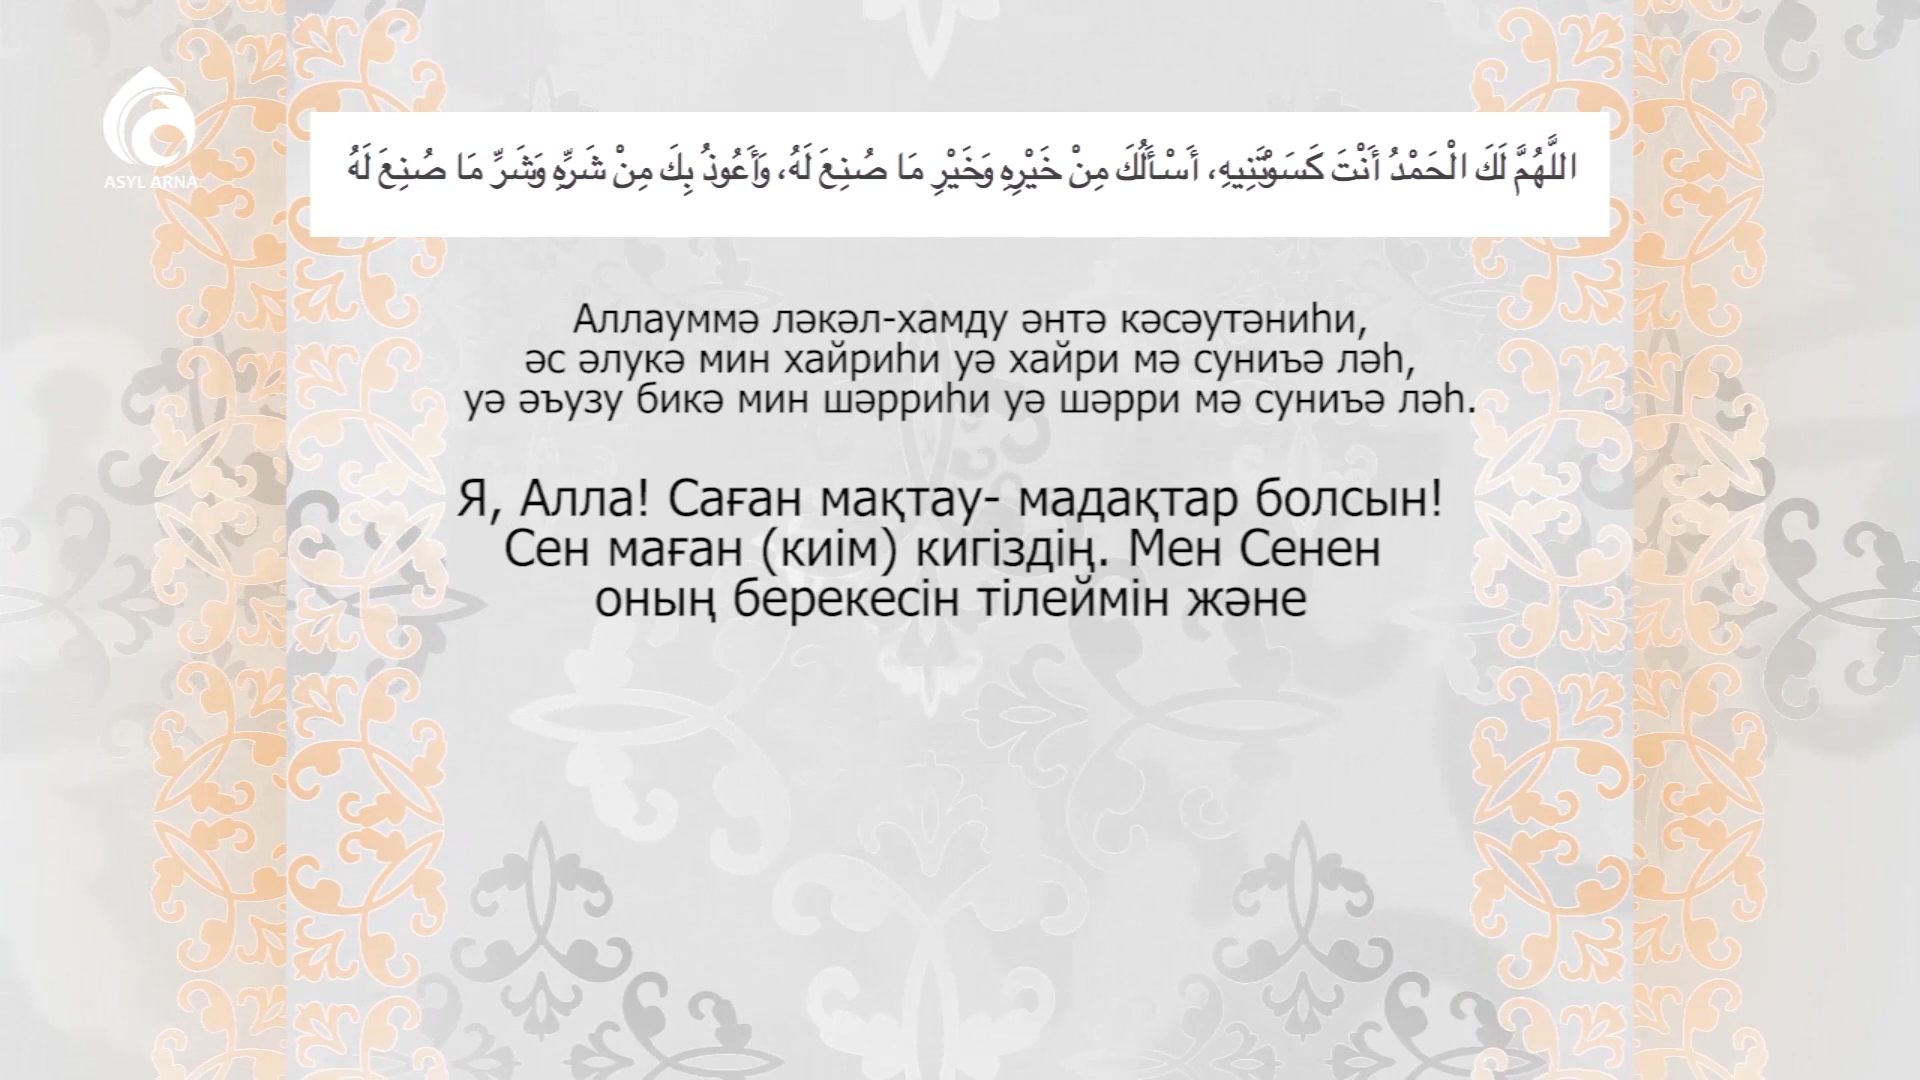 ASYL ARNA
اللَّهُمَّ لَكَ الْحَمْدُ أَنْتَ كَسَوْتَنِيهِ، أَسْأَلُكَ مِنْ خَيْرِهِ وَخَيْرِ مَا صُنِعَ لَهُ، وَأَعُوذُ بِكَ مِنْ شَرِّهِ وَشَرِّ مَا صُنِعَ لَهُ
Аллауммә ләкәл-хамду әнтә кәсәутәниһи,
әс әлукә мин хайриһи уә хайри мә суниъә ләһ,
уә әъузу бикә мин шәрриһи уә шәрри мә суниъә ләһ.
Я, Алла! Саған мақтау- мадақтар болсын!
Сен маған (киім) кигіздің. Мен Сенен
оның берекесін тілеймін және